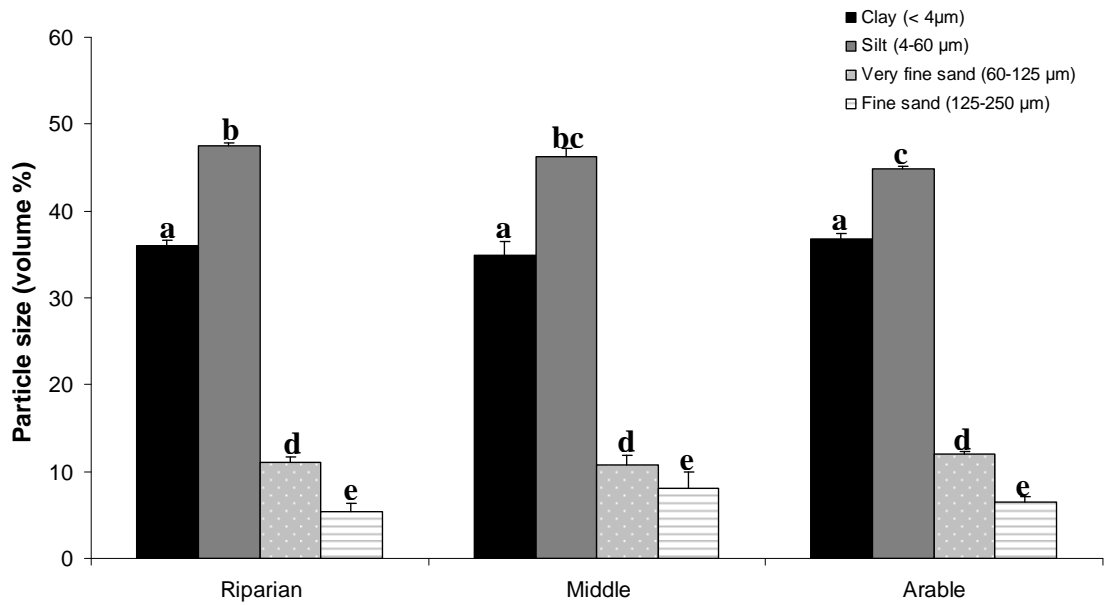 Clay (< 4µm)
Silt (4-60 µm)
Very fine sand (60-125 µm)
Fine sand (125-250 µm)
Particle size (volume %)
60
50
40
30
20
10
0
a
b
d
e
a
bc
d
e
a
c
d
e
Riparian
Middle
Arable